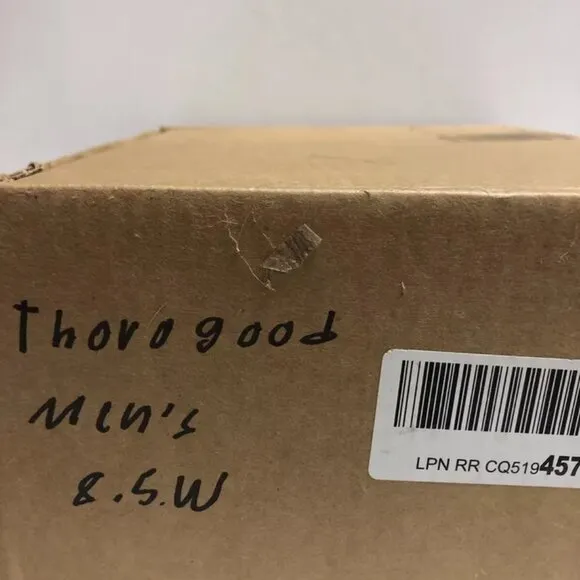 Thorogood
Men's
8.5.W
LPN RR CQ519457